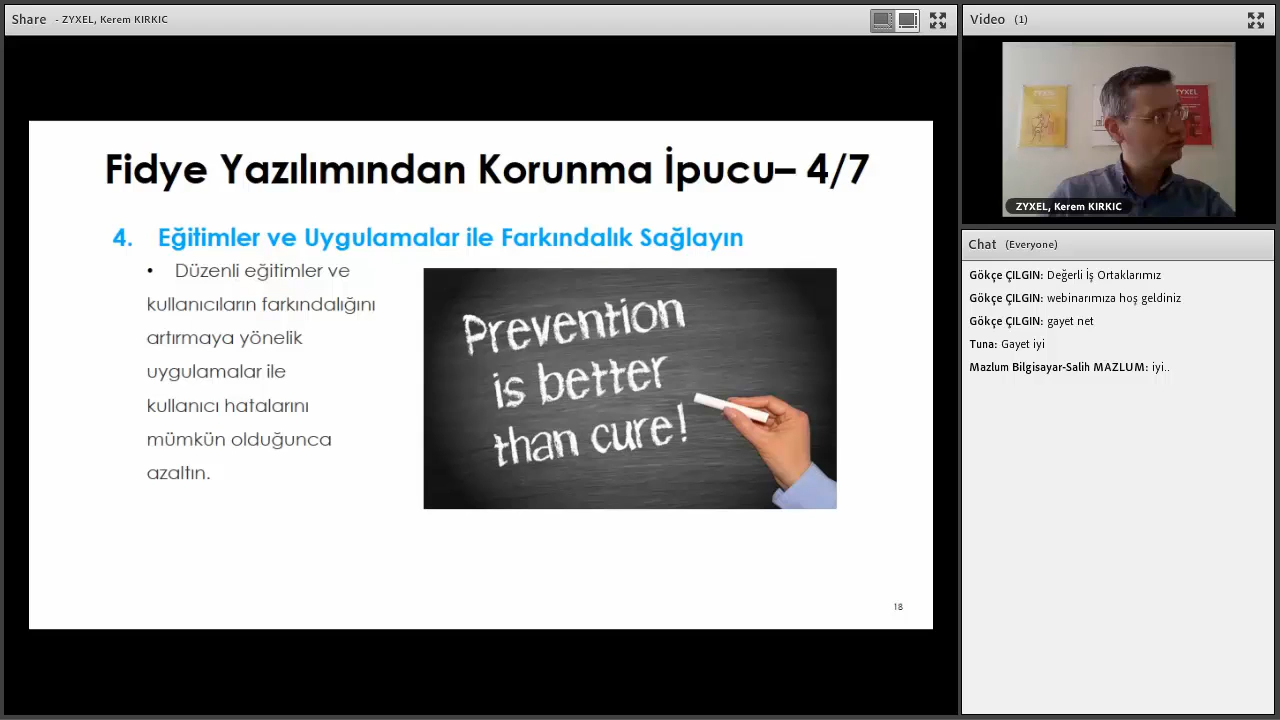 Share - ZYXEL, Kerem KIRKIC
Fidye Yazılımından Korunma İpucu– 4/7
4. Eğitimler ve Uygulamalar ile Farkındalık Sağlayın
• Düzenli eğitimler ve
kullanıcıların farkındalığını
artırmaya yönelik
uygulamalar ile
kullanıcı hatalarını
mümkün olduğunca
azaltın.
Prevention
is better
than cure!
18
Video (1)
ZYXEL
ZYXEL
ZYXEL, Kerem KIRKIC
Chat (Everyone)
Gökçe ÇILGIN: Değerli İş Ortaklarımız
Gökçe ÇILGIN: webinarımıza hoş geldiniz
Gökçe ÇILGIN: gayet net
Tuna: Gayet iyi
Mazlum Bilgisayar-Salih MAZLUM: iyi..